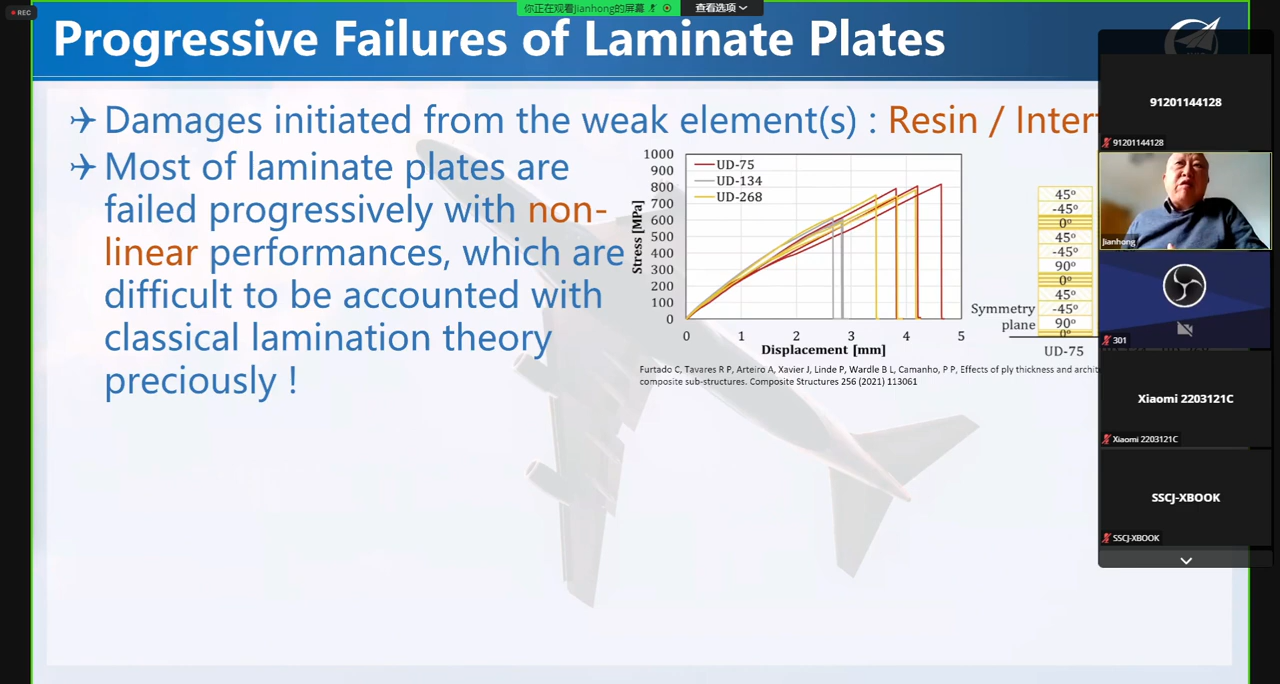 REC
你正在观看Jianhong的屏幕
查看选项
Progressive Failures of Laminate Plates
Damages initiated from the weak element(s) : Resin / Inter
Most of laminate plates are
failed progressively with non-
linear performances, which are
difficult to be accounted with
classical lamination theory
preciously !
1000
900
800
700
600
500
400
300
200
100
0
Stress [MPa]
UD-75
UD-134
UD-268
0 1 2 3 4 5
Displacement [mm]
45º
-45º
0º
45º
-45º
90º
0º
45º
-45º
90º
0º
Symmetry
plane
UD-75
Furtado C, Tavares R P, Arteiro A, Xavier J, Linde P, Wardle B L, Camanho, P P, Effects of ply thickness and archit
composite sub-structures. Composite Structures 256 (2021) 113061
91201144128
91201144128
Jianhong
301
Xiaomi 2203121C
Xiaomi 2203121C
SSCJ-XBOOK
SSCJ-XBOOK